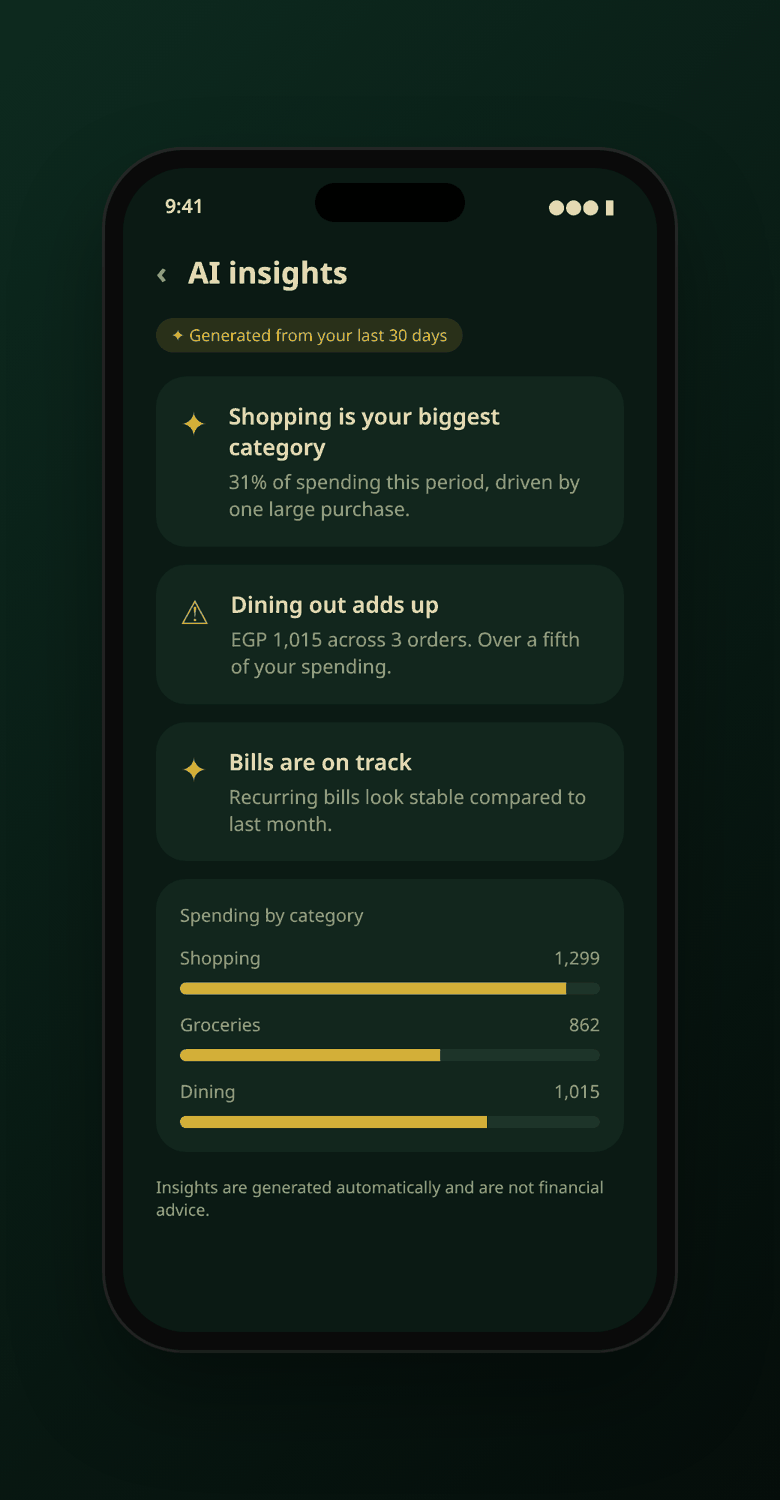 9:41
‹ AI insights
✦ Generated from your last 30 days
✦ Shopping is your biggest
category
31% of spending this period, driven by
one large purchase.
⚠ Dining out adds up
EGP 1,015 across 3 orders. Over a fifth
of your spending.
✦ Bills are on track
Recurring bills look stable compared to
last month.
Spending by category
Shopping 1,299
Groceries 862
Dining 1,015
Insights are generated automatically and are not financial
advice.